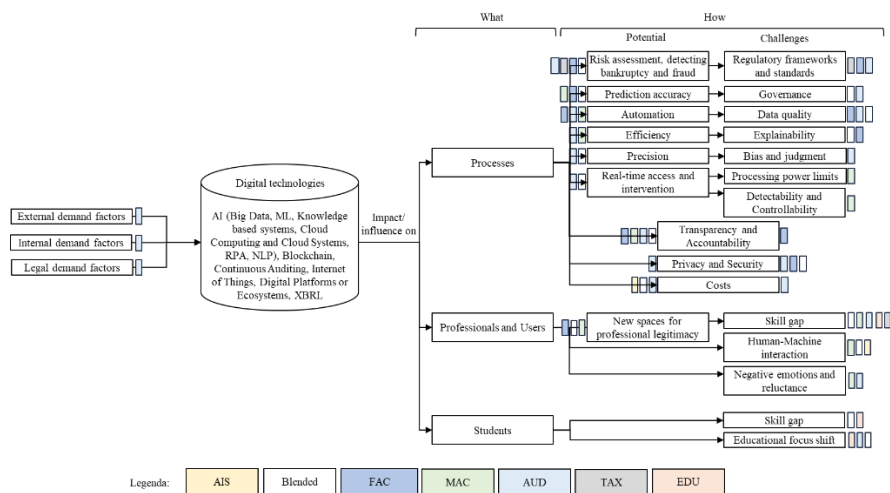 What
How
Potential
Challenges
Risk assessment, detecting
bankruptcy and fraud
Regulatory frameworks
and standards
Prediction accuracy
Governance
Automation
Data quality
Efficiency
Explainability
Processes
Precision
Bias and judgment
Real-time access and
intervention
Processing power limits
Detectability and
Controllability
Transparency and
Accountability
Privacy and Security
Costs
Digital technologies
AI (Big Data, ML, Knowledge
based systems, Cloud
Computing and Cloud Systems,
RPA, NLP), Blockchain,
Continuous Auditing, Internet
of Things, Digital Platforms or
Ecosystems, XBRL
Impact/
influence on
External demand factors
Internal demand factors
Legal demand factors
Professionals and Users
New spaces for
professional legitimacy
Skill gap
Human-Machine
interaction
Negative emotions and
reluctance
Students
Skill gap
Educational focus shift
Legenda:
AIS
Blended
FAC
MAC
AUD
TAX
EDU